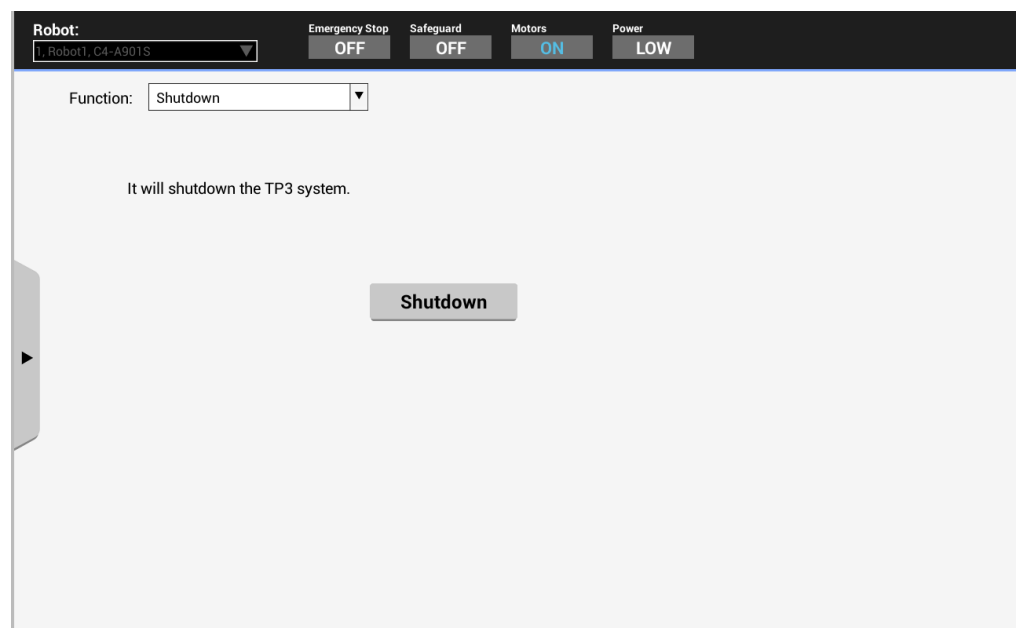 Robot:
1, Robot1, C4-A901S
Emergency Stop
OFF
Safeguard
OFF
Motors
ON
Power
LOW
Function: Shutdown
It will shutdown the TP3 system.
Shutdown